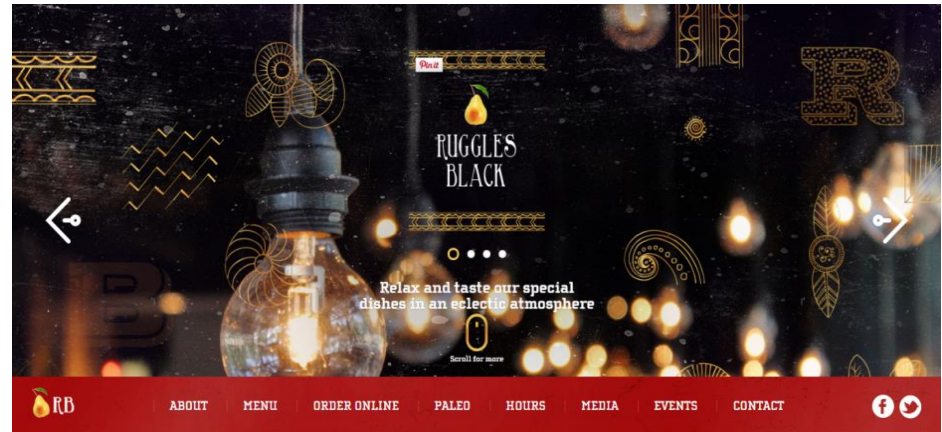 R
Pin it
RUGGLES
BLACK
B
Relax and taste our special
dishes in an eclectic atmosphere
Scroll for more
RB
ABOUT
MENU
ORDER ONLINE
PALEO
HOURS
MEDIA
EVENTS
CONTACT